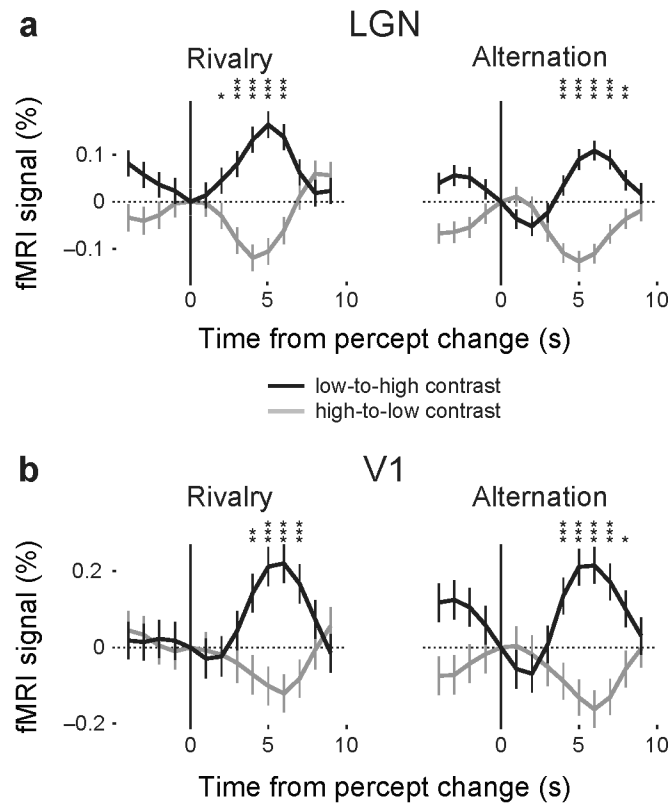 a
LGN
Rivalry
Alternation
* *** *** *** ***
*** *** *** *** **
fMRI signal (%)
0.1
0
–0.1
0 5 10
0 5 10
Time from percept change (s)
low-to-high contrast
high-to-low contrast
b
V1
Rivalry
Alternation
** *** *** ***
*** *** *** *** *
fMRI signal (%)
0.2
0
–0.2
0 5 10
0 5 10
Time from percept change (s)